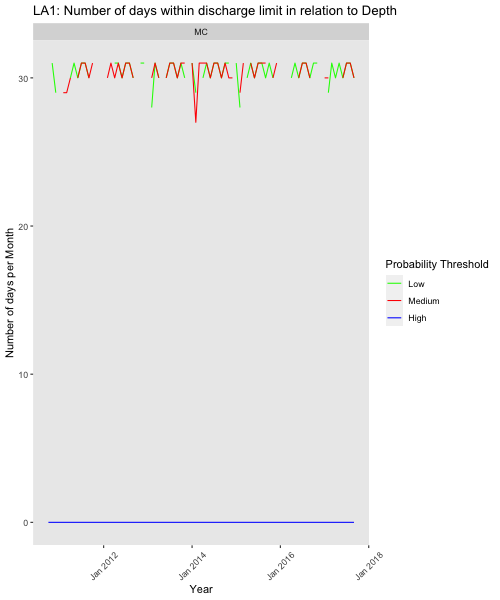 LA1: Number of days within discharge limit in relation to Depth
MC
Number of days per Month
30
20
10
0
Jan 2012
Jan 2014
Jan 2016
Jan 2018
Year
Probability Threshold
Low
Medium
High